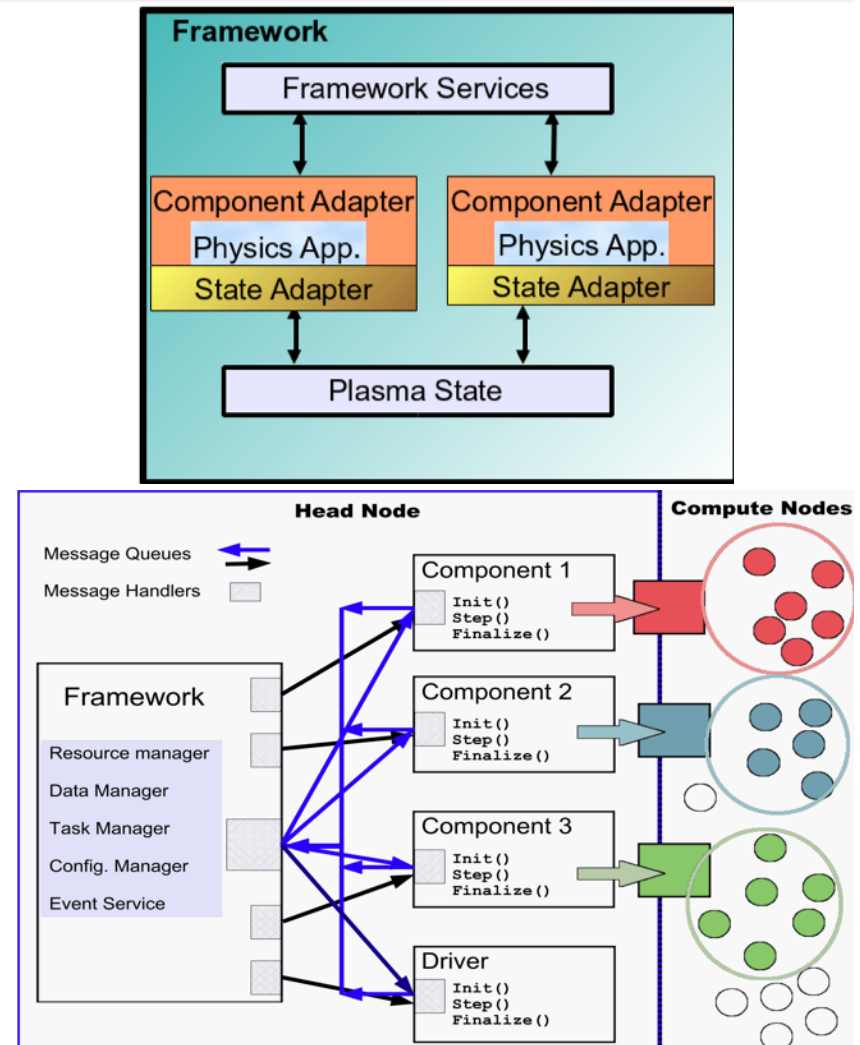 Framework
Framework Services
Component Adapter
Component Adapter
Physics App.
Physics App.
State Adapter
State Adapter
Plasma State
Head Node
Compute Nodes
Message Queues
Message Handlers
Component 1
Init()
Step()
Finalize()
Framework
Resource manager
Data Manager
Task Manager
Config. Manager
Event Service
Component 2
Init()
Step()
Finalize()
Component 3
Init()
Step()
Finalize()
Driver
Init()
Step()
Finalize()